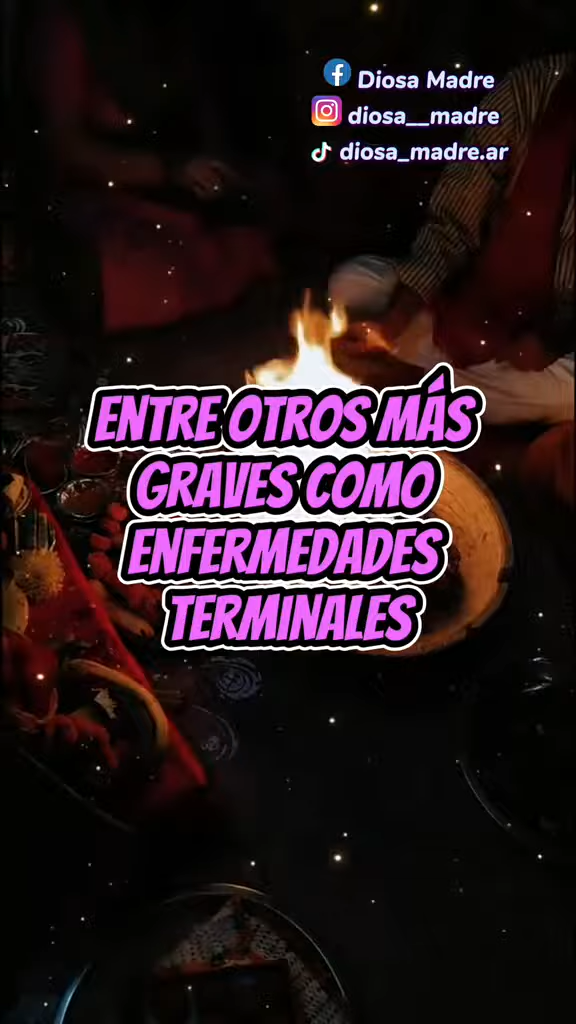 Diosa Madre
diosa__madre
diosa_madre.ar
ENTRE OTROS MÁS
GRAVES COMO
ENFERMEDADES
TERMINALES